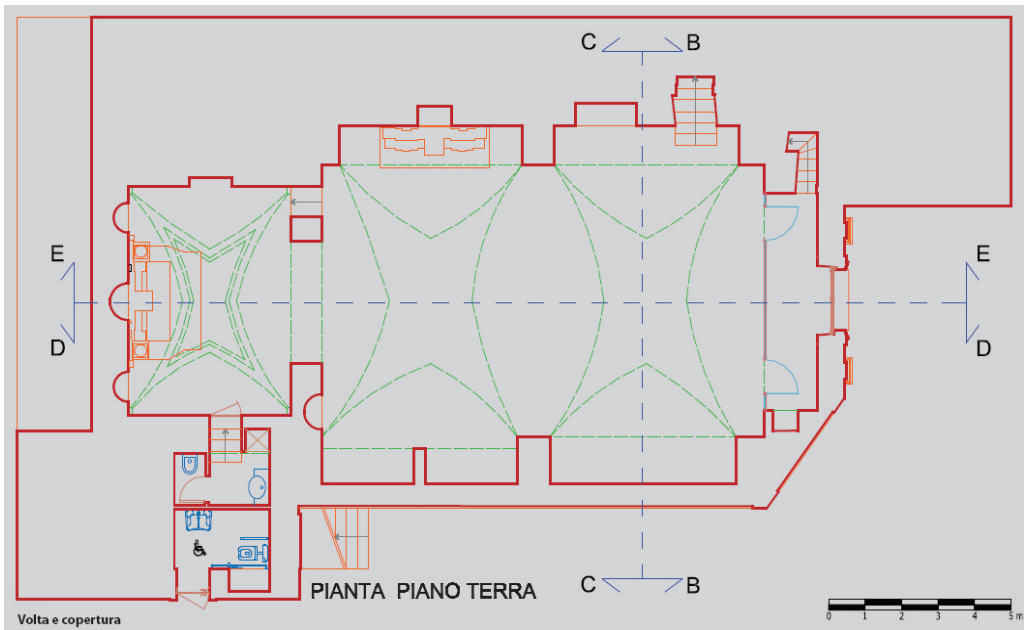 C B
E E
D D
C B
PIANTA PIANO TERRA
0 1 2 3 4 5 m
Volta e copertura